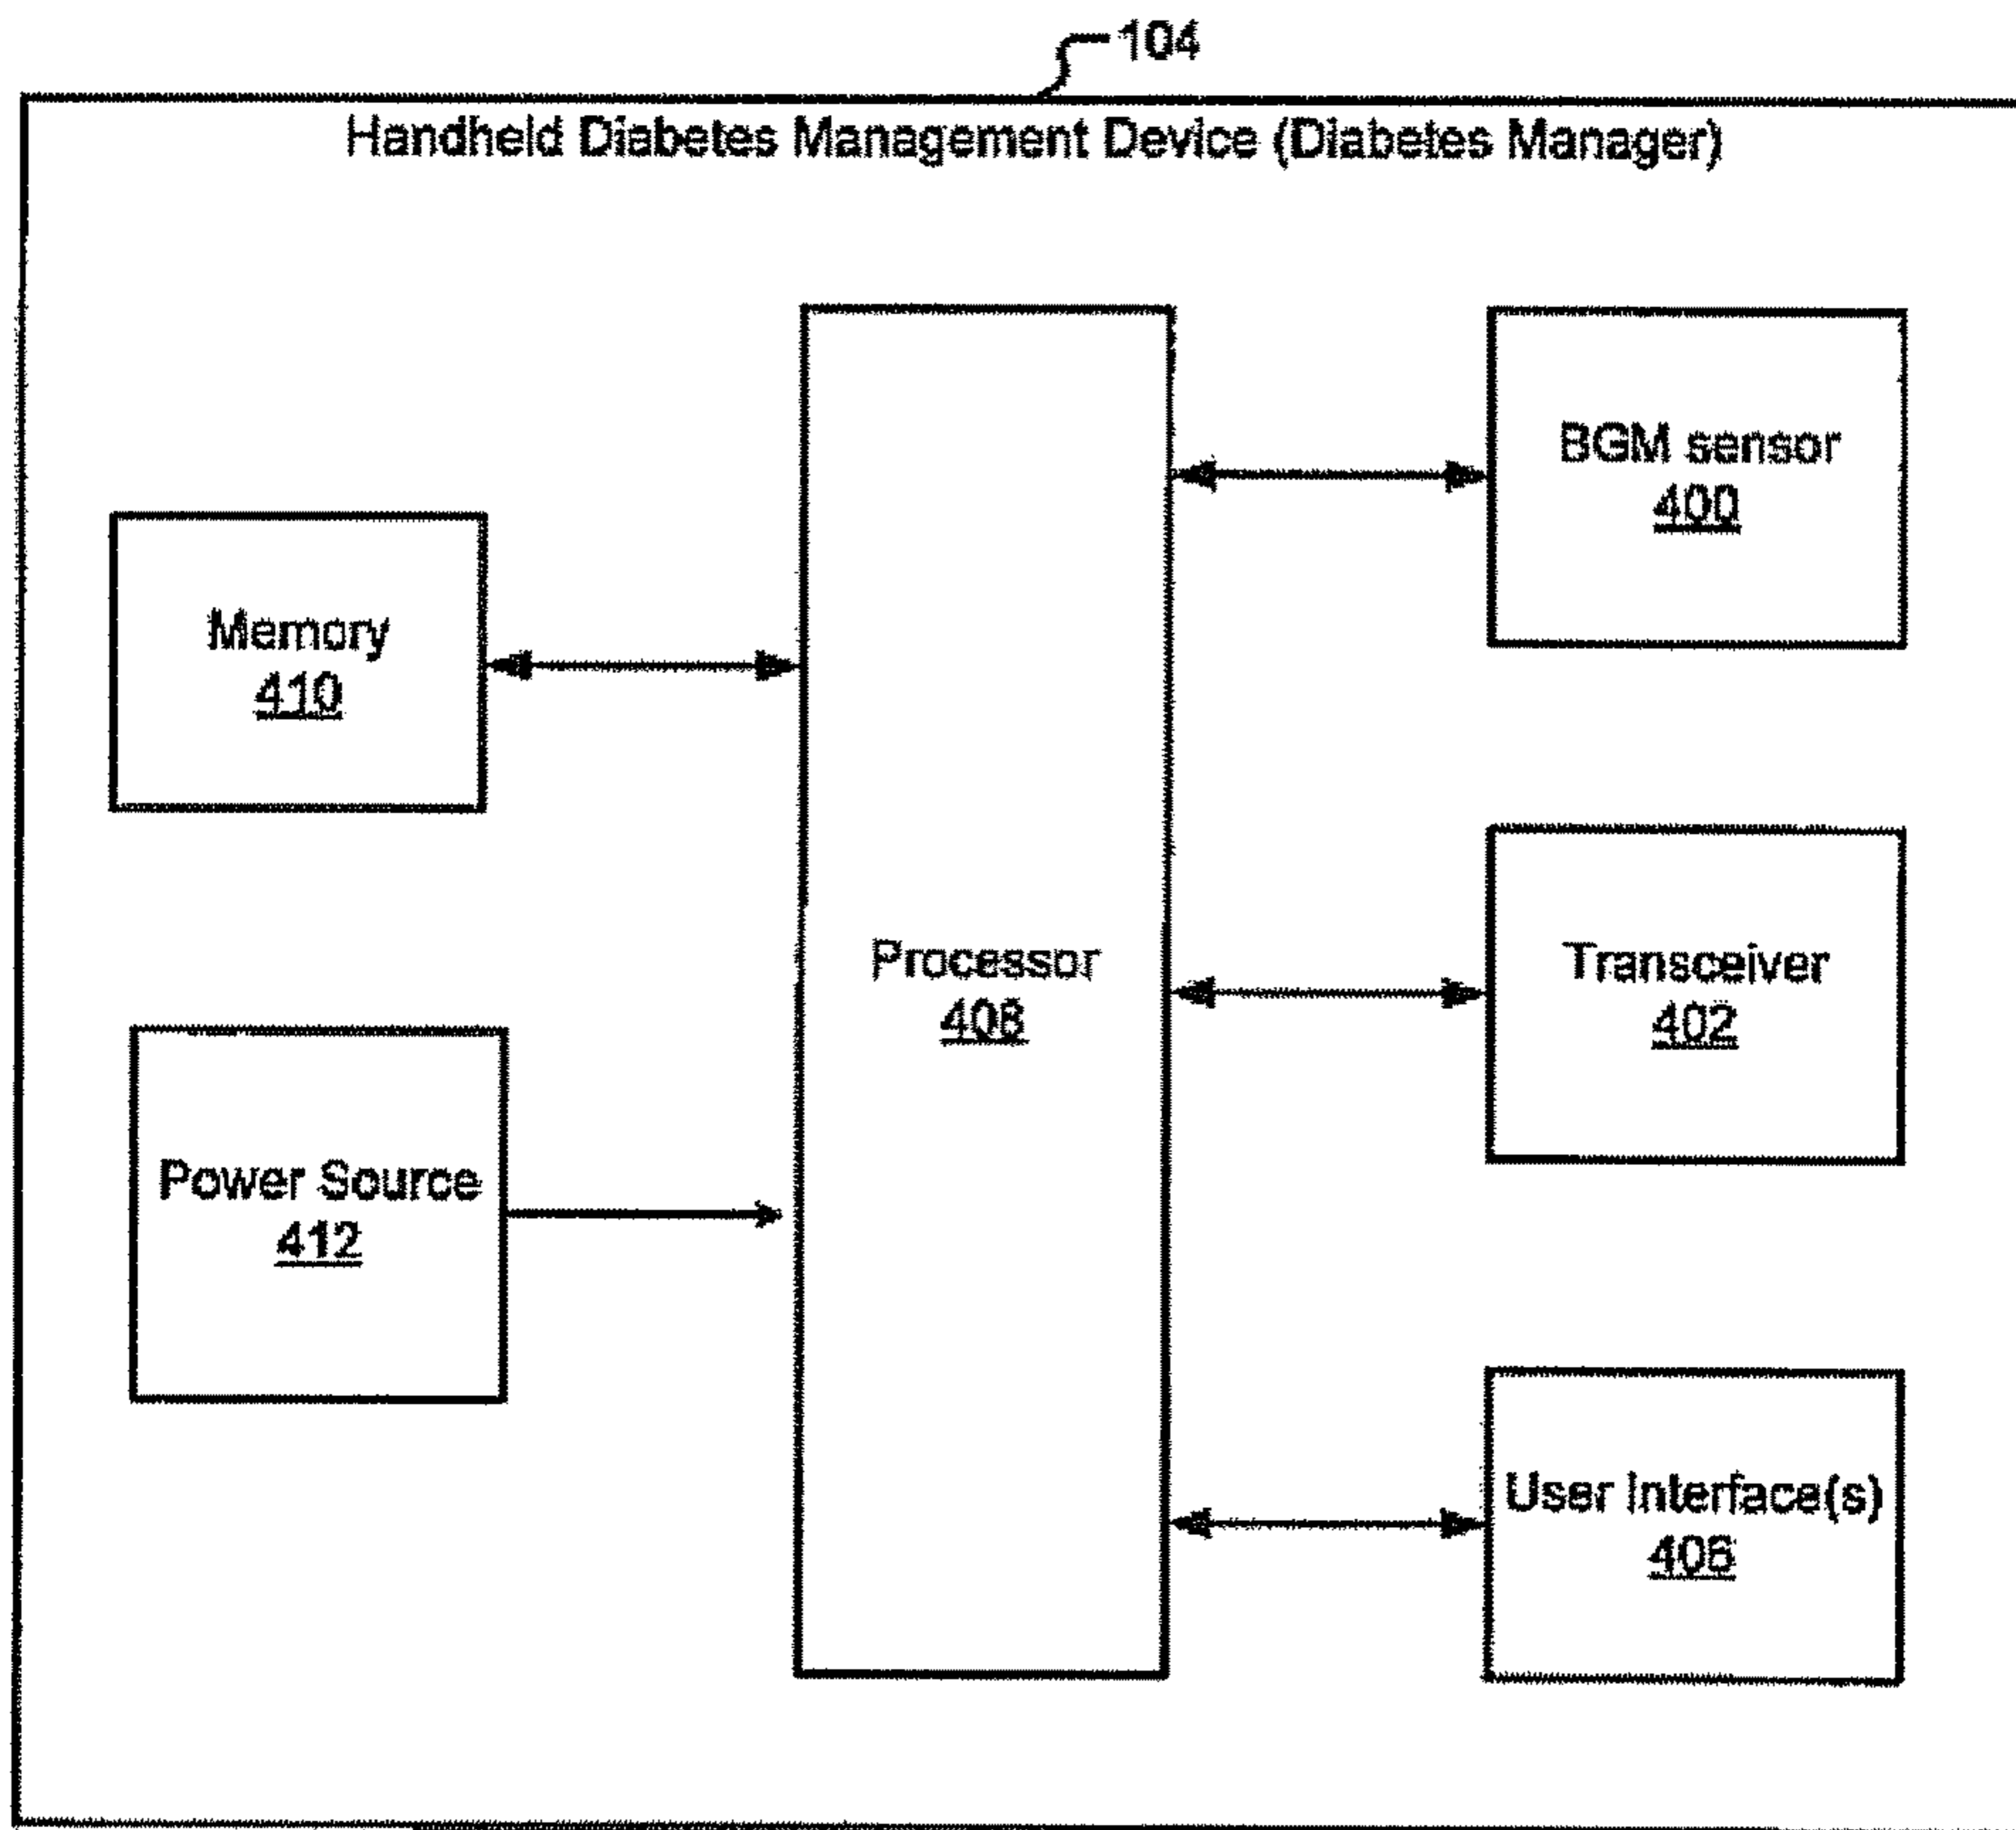 104
Handheld Diabetes Management Device (Diabetes Manager)
BGM sensor
400
Memory
410
Processor
408
Transceiver
402
Power Source
412
User Interface(s)